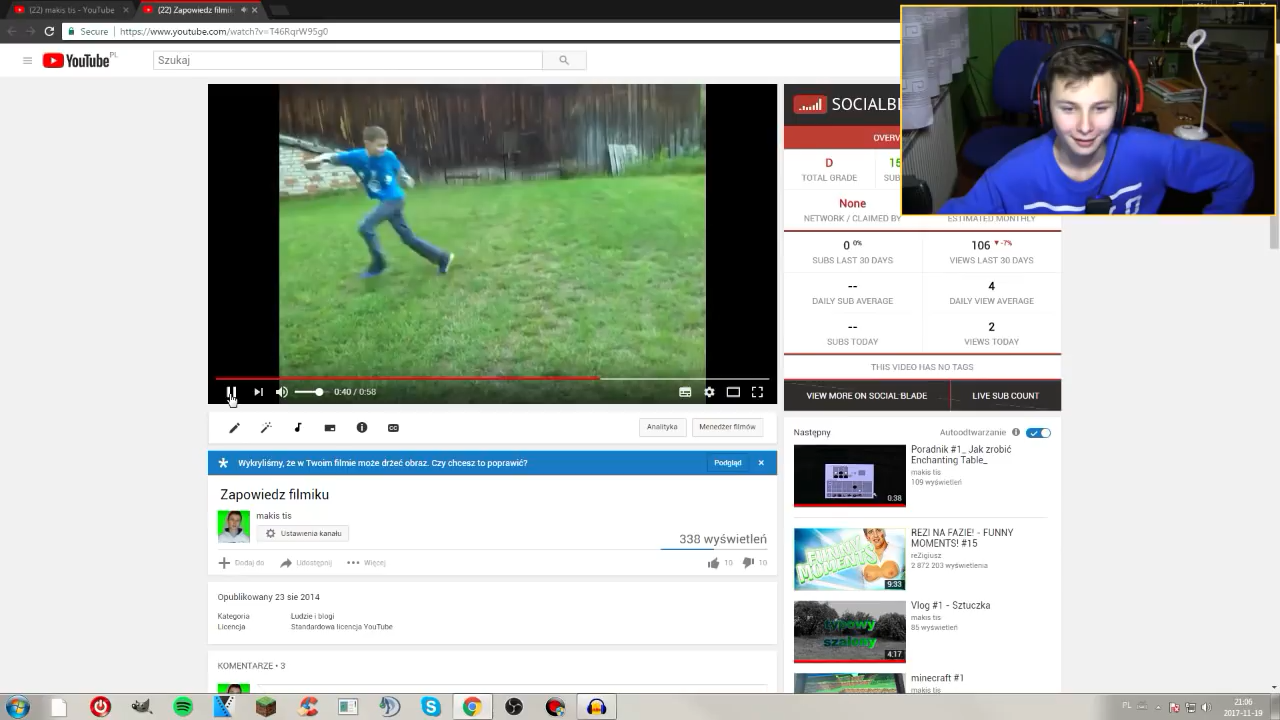 (22) makis tis - YouTube
(22) Zapowiedz filmik
Secure
https://www.youtube.com/watch?v=T46RqrW95g0
YouTube PL
Szukaj
SOCIALBL
OVERV
D
TOTAL GRADE
15
SUB
None
NETWORK / CLAIMED BY
ESTIMATED MONTHLY
0 0%
SUBS LAST 30 DAYS
106 -7%
VIEWS LAST 30 DAYS
--
DAILY SUB AVERAGE
4
DAILY VIEW AVERAGE
--
SUBS TODAY
2
VIEWS TODAY
THIS VIDEO HAS NO TAGS
VIEW MORE ON SOCIAL BLADE
LIVE SUB COUNT
0:40 / 0:58
Analityka
Menedżer filmów
Wykryliśmy, że w Twoim filmie może drżeć obraz. Czy chcesz to poprawić?
Podgląd
Zapowiedz filmiku
makis tis
Ustawienia kanału
338 wyświetleń
Dodaj do
Udostępnij
Więcej
10
10
Opublikowany 23 sie 2014
Kategoria
Ludzie i blogi
Licencja
Standardowa licencja YouTube
KOMENTARZE • 3
Następny
Autoodtwarzanie
Poradnik #1_ Jak zrobić
Enchanting Table_
makis tis
109 wyświetleń
0:38
REZI NA FAZIE! - FUNNY
MOMENTS! #15
reZigiusz
2 872 203 wyświetlenia
FUNNY
MOMENTS
9:33
Vlog #1 - Sztuczka
makis tis
85 wyświetleń
szalony
4:17
minecraft #1
makis tis
PL
21:06
2017-11-19